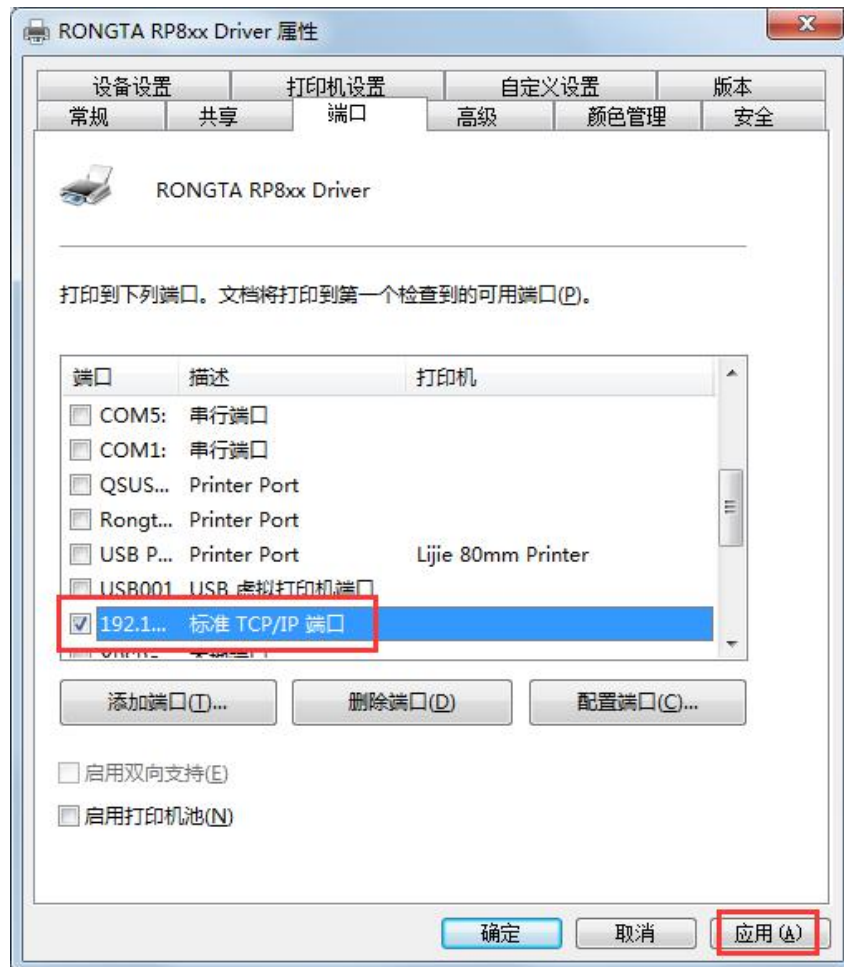 RONGTA RP8xx Driver 属性
设备设置 打印机设置 自定义设置 版本
常规 共享 端口 高级 颜色管理 安全
RONGTA RP8xx Driver
打印到下列端口。文档将打印到第一个检查到的可用端口(P)。
端口 描述 打印机
COM5: 串行端口
COM1: 串行端口
QSUS... Printer Port
Rongt... Printer Port
USB P... Printer Port Lijie 80mm Printer
USB001 USB 虚拟打印机端口
192.1... 标准 TCP/IP 端口
添加端口(T)... 删除端口(D) 配置端口(C)...
启用双向支持(E)
启用打印机池(N)
确定 取消 应用(A)